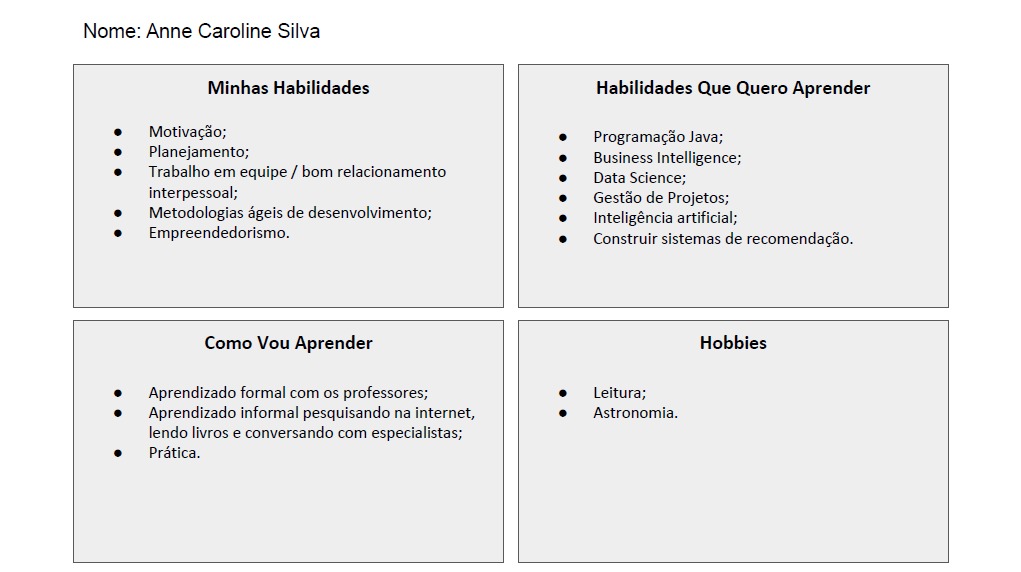 Nome: Anne Caroline Silva
Minhas Habilidades
● Motivação;
● Planejamento;
● Trabalho em equipe / bom relacionamento
interpessoal;
● Metodologias ágeis de desenvolvimento;
● Empreendedorismo.
Habilidades Que Quero Aprender
● Programação Java;
● Business Intelligence;
● Data Science;
● Gestão de Projetos;
● Inteligência artificial;
● Construir sistemas de recomendação.
Como Vou Aprender
● Aprendizado formal com os professores;
● Aprendizado informal pesquisando na internet,
lendo livros e conversando com especialistas;
● Prática.
Hobbies
● Leitura;
● Astronomia.